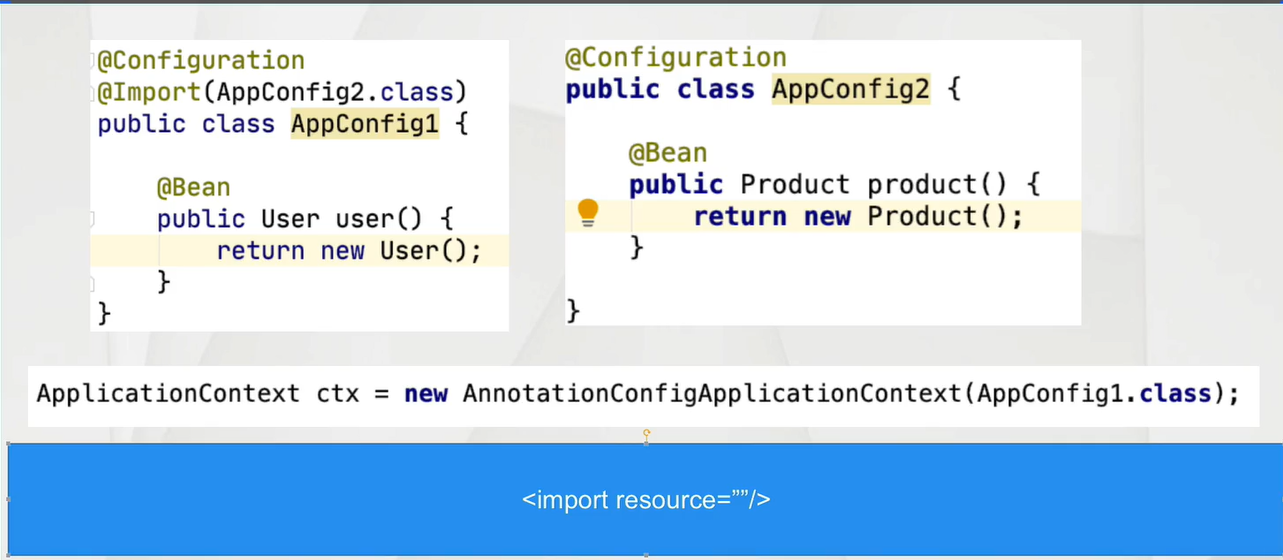 @Configuration
@Import(AppConfig2.class)
public class AppConfig1 {
@Bean
public User user() {
return new User();
}
}
@Configuration
public class AppConfig2 {
@Bean
public Product product() {
return new Product();
}
}
ApplicationContext ctx = new AnnotationConfigApplicationContext(AppConfig1.class);
<import resource=””/>